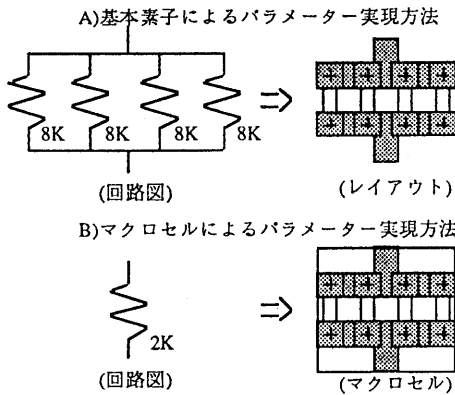 A)基本素子によるパラメーター実現方法
8K 8K 8K 8K
(回路図)
(レイアウト)
B)マクロセルによるパラメーター実現方法
2K
(回路図)
(マクロセル)